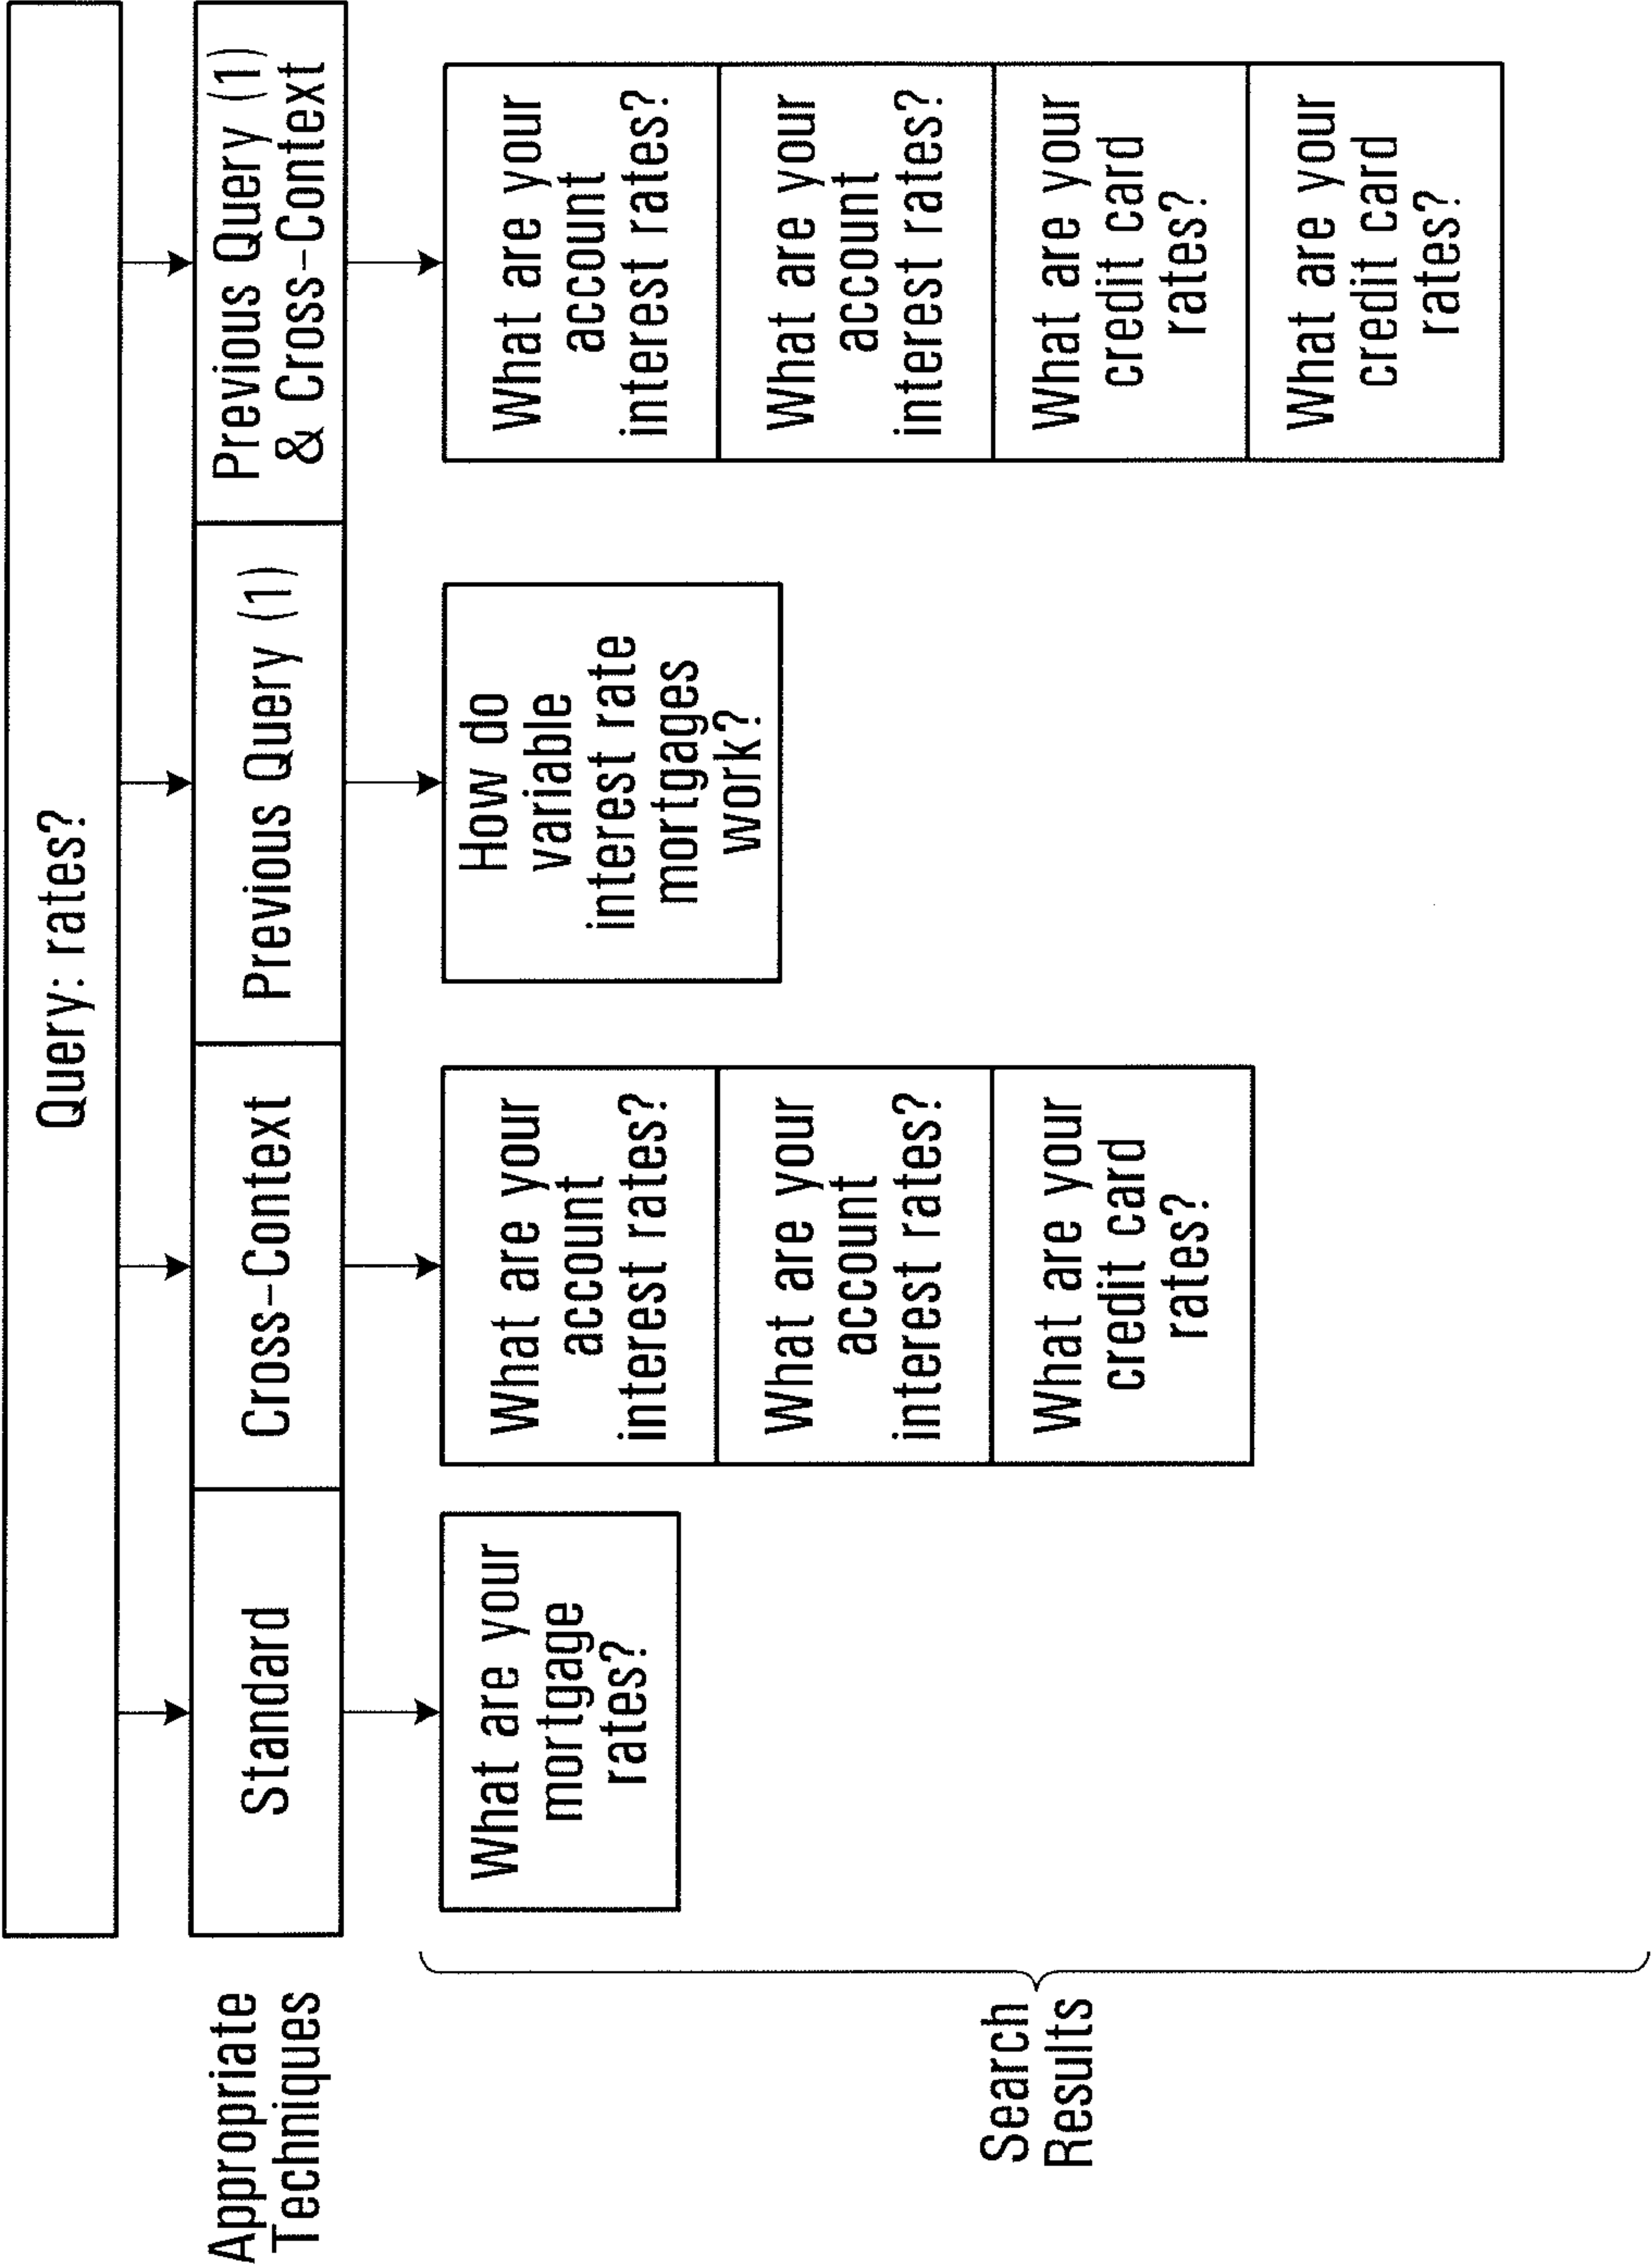 Query: rates?
Appropriate
Techniques
Standard
Cross-Context
Previous Query (1)
Previous Query (1)
& Cross-Context
Search
Results
What are your
mortgage
rates?
What are your
account
interest rates?
What are your
account
interest rates?
What are your
credit card
rates?
How do
variable
interest rate
mortgages
work?
What are your
account
interest rates?
What are your
account
interest rates?
What are your
credit card
rates?
What are your
credit card
rates?